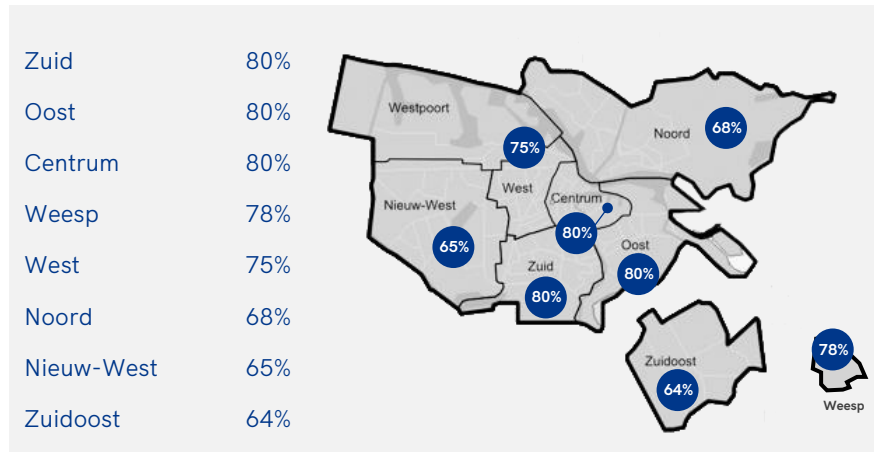 Zuid 80%
Oost 80%
Centrum 80%
Weesp 78%
West 75%
Noord 68%
Nieuw-West 65%
Zuidoost 64%
Westpoort
Noord
68%
75%
West
Centrum
Nieuw-West
80%
65%
Oost
Zuid
80%
80%
Zuidoost
64%
78%
Weesp